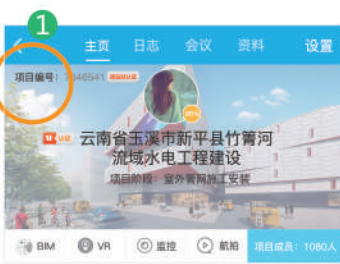 1
主页 日志 会议 资料 设置
项目编号：7046541
认证
云南省玉溪市新平县竹箐河
流域水电工程建设
项目阶段：室外管网施工安装
BIM VR 监控 航拍 项目成员：1080人